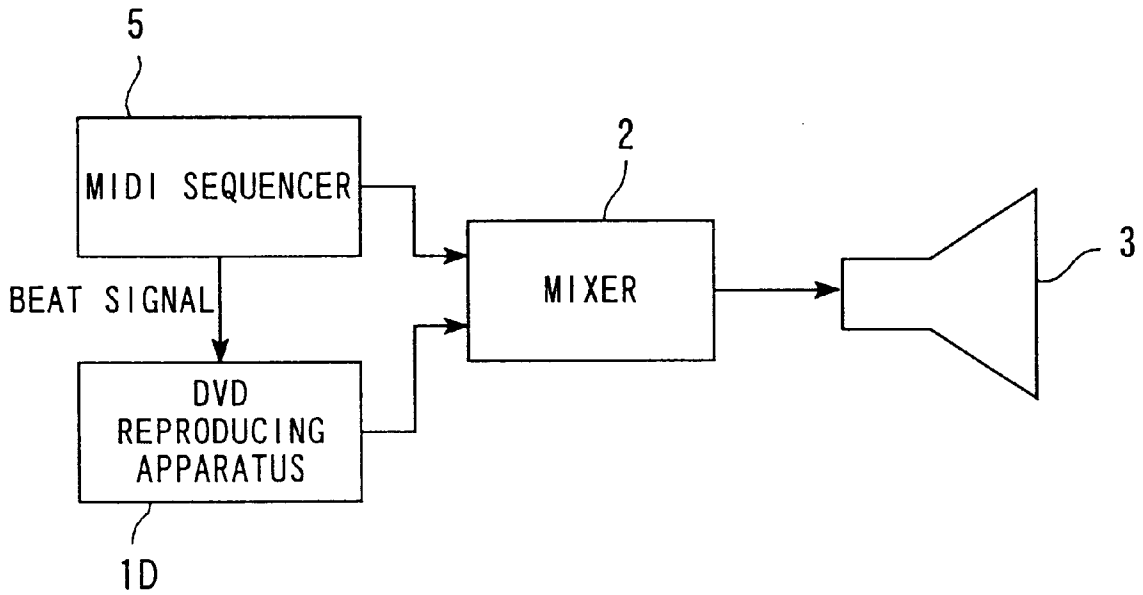 5
MIDI SEQUENCER
2
MIXER
3
BEAT SIGNAL
DVD
REPRODUCING
APPARATUS
1D